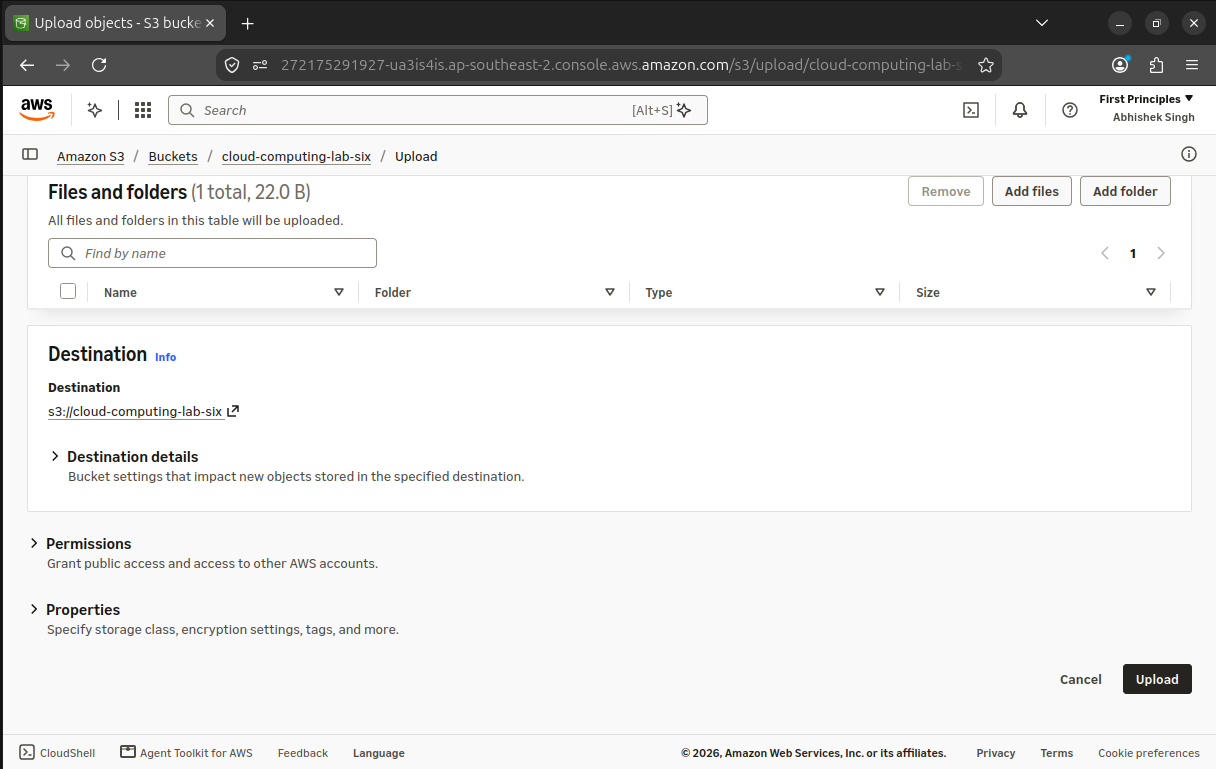 Upload objects - S3 bucke
272175291927-ua3is4is.ap-southeast-2.console.aws.amazon.com/s3/upload/cloud-computing-lab-s
aws
Search [Alt+S]
First Principles
Abhishek Singh
Amazon S3 / Buckets / cloud-computing-lab-six / Upload
Files and folders (1 total, 22.0 B)
Remove Add files Add folder
All files and folders in this table will be uploaded.
Find by name
1
Name Folder Type Size
Destination Info
Destination
s3://cloud-computing-lab-six
Destination details
Bucket settings that impact new objects stored in the specified destination.
Permissions
Grant public access and access to other AWS accounts.
Properties
Specify storage class, encryption settings, tags, and more.
Cancel Upload
CloudShell Agent Toolkit for AWS Feedback Language © 2026, Amazon Web Services, Inc. or its affiliates. Privacy Terms Cookie preferences